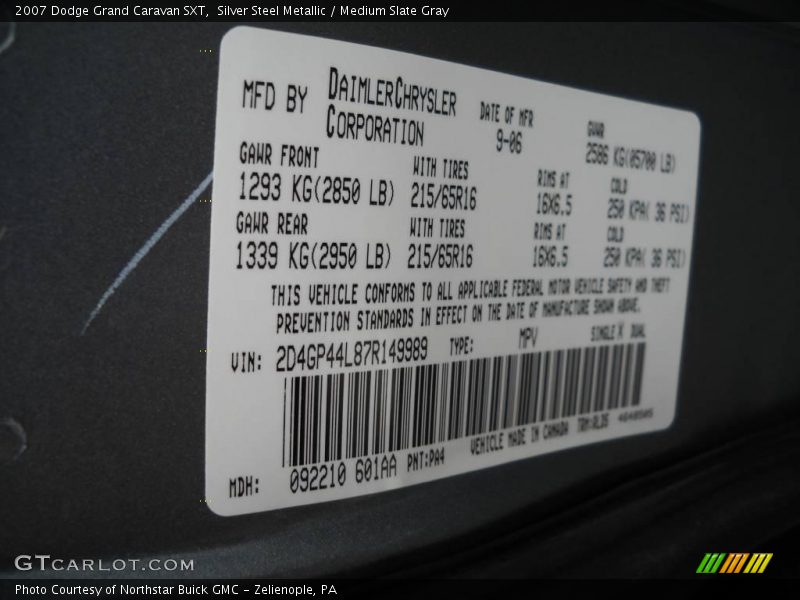 2007 Dodge Grand Caravan SXT,  Silver Steel Metallic / Medium Slate Gray
MFD BY DAIMLERCHRYSLER CORPORATION
DATE OF MFR
9-06
GVWR
2586 KG(05700 LB)
GAWR FRONT WITH TIRES RIMS AT COLD
1293 KG(2850 LB) 215/65R16 16X6.5 250 KPA( 36 PSI)
GAWR REAR WITH TIRES RIMS AT COLD
1339 KG(2950 LB) 215/65R16 16X6.5 250 KPA( 36 PSI)
THIS VEHICLE CONFORMS TO ALL APPLICABLE FEDERAL MOTOR VEHICLE SAFETY AND THEFT
PREVENTION STANDARDS IN EFFECT ON THE DATE OF MANUFACTURE SHOWN ABOVE.
VIN: 2D4GP44L87R149989 TYPE: MPV SINGLE X DUAL
VEHICLE MADE IN CANADA TRM:RLD5
MDH: 092210 601AA PNT:PA4
GTCARLOT.COM
Photo Courtesy of Northstar Buick GMC – Zelienople, PA